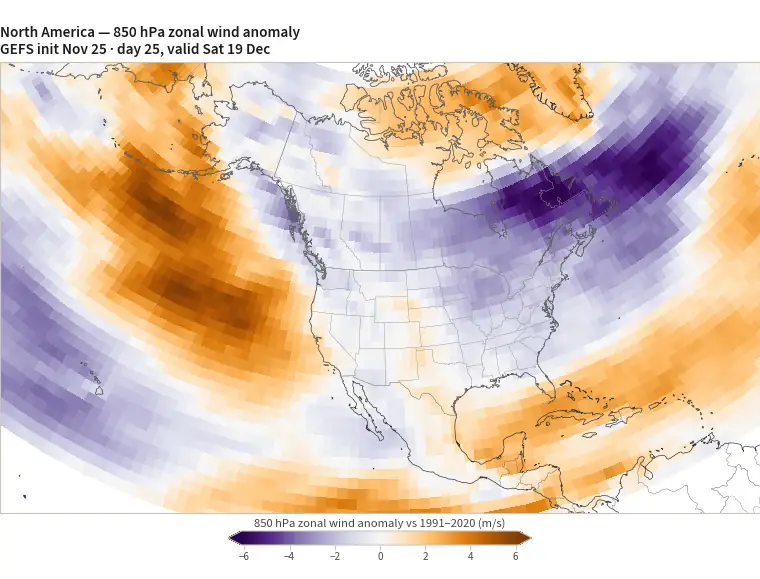 North America — 850 hPa zonal wind anomaly
GEFS init Nov 25 · day 25, valid Sat 19 Dec
850 hPa zonal wind anomaly vs 1991–2020 (m/s)
−6 −4 −2 0 2 4 6